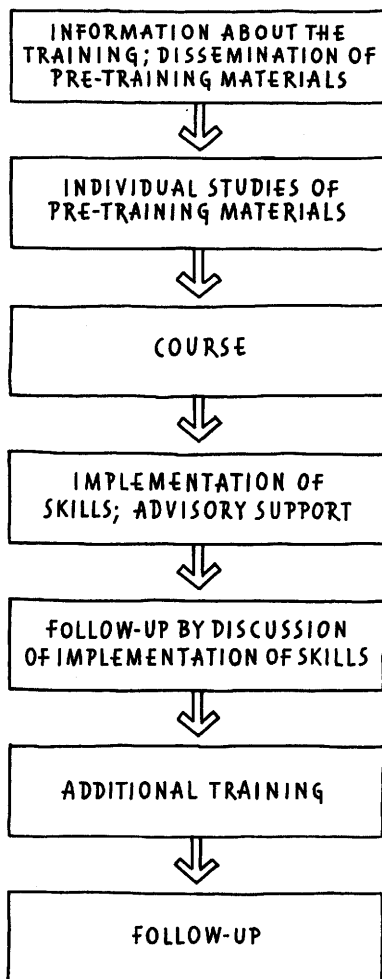 INFORMATION ABOUT THE
TRAINING; DISSEMINATION OF
PRE-TRAINING MATERIALS
INDIVIDUAL STUDIES OF
PRE-TRAINING MATERIALS
COURSE
IMPLEMENTATION OF
SKILLS; ADVISORY SUPPORT
FOLLOW-UP BY DISCUSSION
OF IMPLEMENTATION OF SKILLS
ADDITIONAL TRAINING
FOLLOW-UP